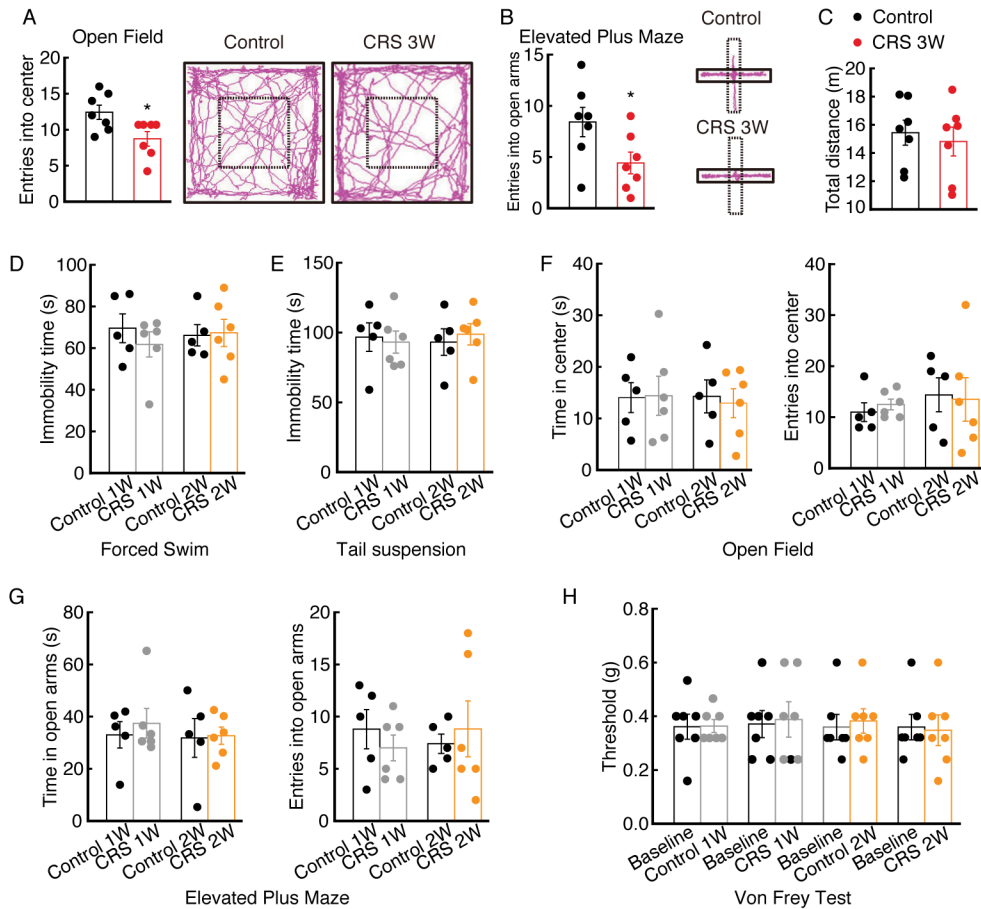 A
Open Field
Entries into center
20
15
10
5
0
*
Control
CRS 3W
B
Elevated Plus Maze
Entries into open arms
15
10
5
0
*
Control
CRS 3W
C
Control
CRS 3W
Total distance (m)
20
18
16
14
12
10
D
Immobility time (s)
100
80
60
40
20
0
Control 1W
CRS 1W
Control 2W
CRS 2W
Forced Swim
E
Immobility time (s)
150
100
50
0
Control 1W
CRS 1W
Control 2W
CRS 2W
Tail suspension
F
Time in center (s)
40
30
20
10
0
Control 1W
CRS 1W
Control 2W
CRS 2W
Entries into center
40
30
20
10
0
Control 1W
CRS 1W
Control 2W
CRS 2W
Open Field
G
Time in open arms (s)
80
60
40
20
0
Control 1W
CRS 1W
Control 2W
CRS 2W
Entries into open arms
20
15
10
5
0
Control 1W
CRS 1W
Control 2W
CRS 2W
Elevated Plus Maze
H
Threshold (g)
0.8
0.6
0.4
0.2
0.0
Baseline
Control 1W
Baseline
CRS 1W
Baseline
Control 2W
Baseline
CRS 2W
Von Frey Test